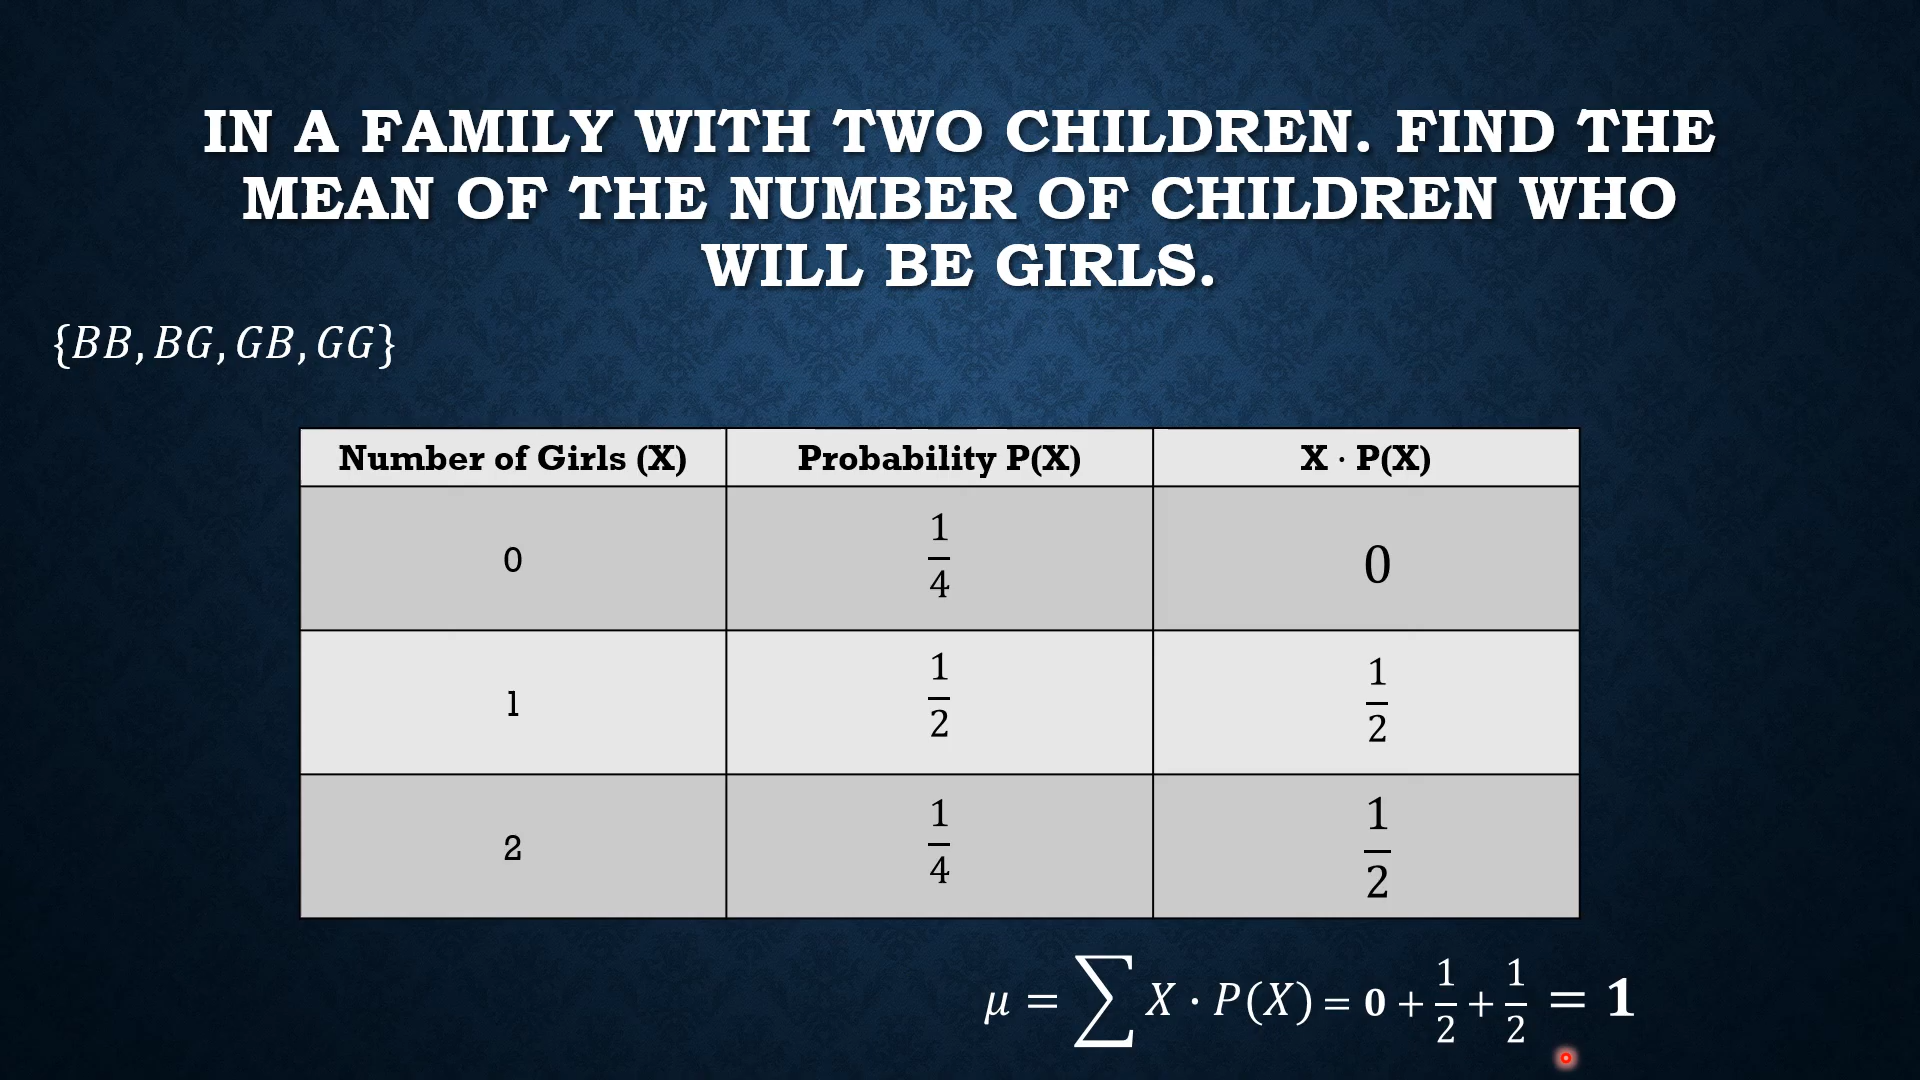 IN A FAMILY WITH TWO CHILDREN. FIND THE
MEAN OF THE NUMBER OF CHILDREN WHO
WILL BE GIRLS.
{BB, BG, GB, GG}
Number of Girls (X) Probability P(X) X · P(X)
0 1/4 0
1 1/2 1/2
2 1/4 1/2
μ = ∑ X · P(X) = 0 + 1/2 + 1/2 = 1